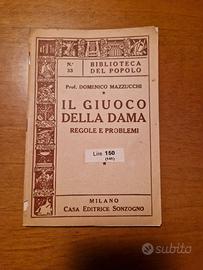 N.º 33
BIBLIOTECA
DEL POPOLO
Prof. DOMENICO MAZZUCCHI
IL GIUOCO
DELLA DAMA
REGOLE E PROBLEMI
Lire 150
MILANO
CASA EDITRICE SONZOGNO
subito